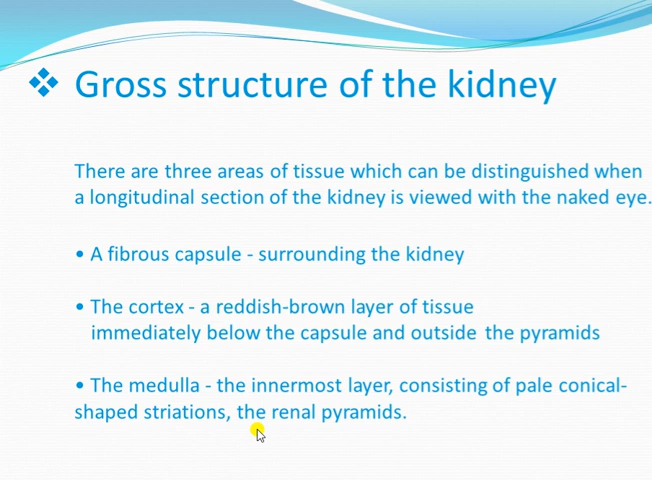 ❖ Gross structure of the kidney
There are three areas of tissue which can be distinguished when
a longitudinal section of the kidney is viewed with the naked eye.
• A fibrous capsule - surrounding the kidney
• The cortex - a reddish-brown layer of tissue
immediately below the capsule and outside the pyramids
• The medulla - the innermost layer, consisting of pale conical-
shaped striations, the renal pyramids.